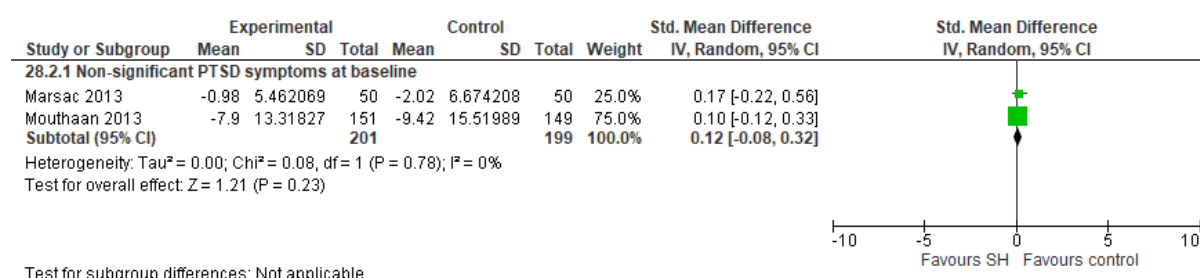 Experimental Control Std. Mean Difference Std. Mean Difference
Study or Subgroup Mean SD Total Mean SD Total Weight IV, Random, 95% CI IV, Random, 95% CI
28.2.1 Non-significant PTSD symptoms at baseline
Marsac 2013 -0.98 5.462069 50 -2.02 6.674208 50 25.0% 0.17 [-0.22, 0.56]
Mouthaan 2013 -7.9 13.31827 151 -9.42 15.51989 149 75.0% 0.10 [-0.12, 0.33]
Subtotal (95% CI) 201 199 100.0% 0.12 [-0.08, 0.32]
Heterogeneity: Tau² = 0.00; Chi² = 0.08, df = 1 (P = 0.78); I² = 0%
Test for overall effect: Z = 1.21 (P = 0.23)
-10 -5 0 5 10
Favours SH Favours control
Test for subgroup differences: Not applicable